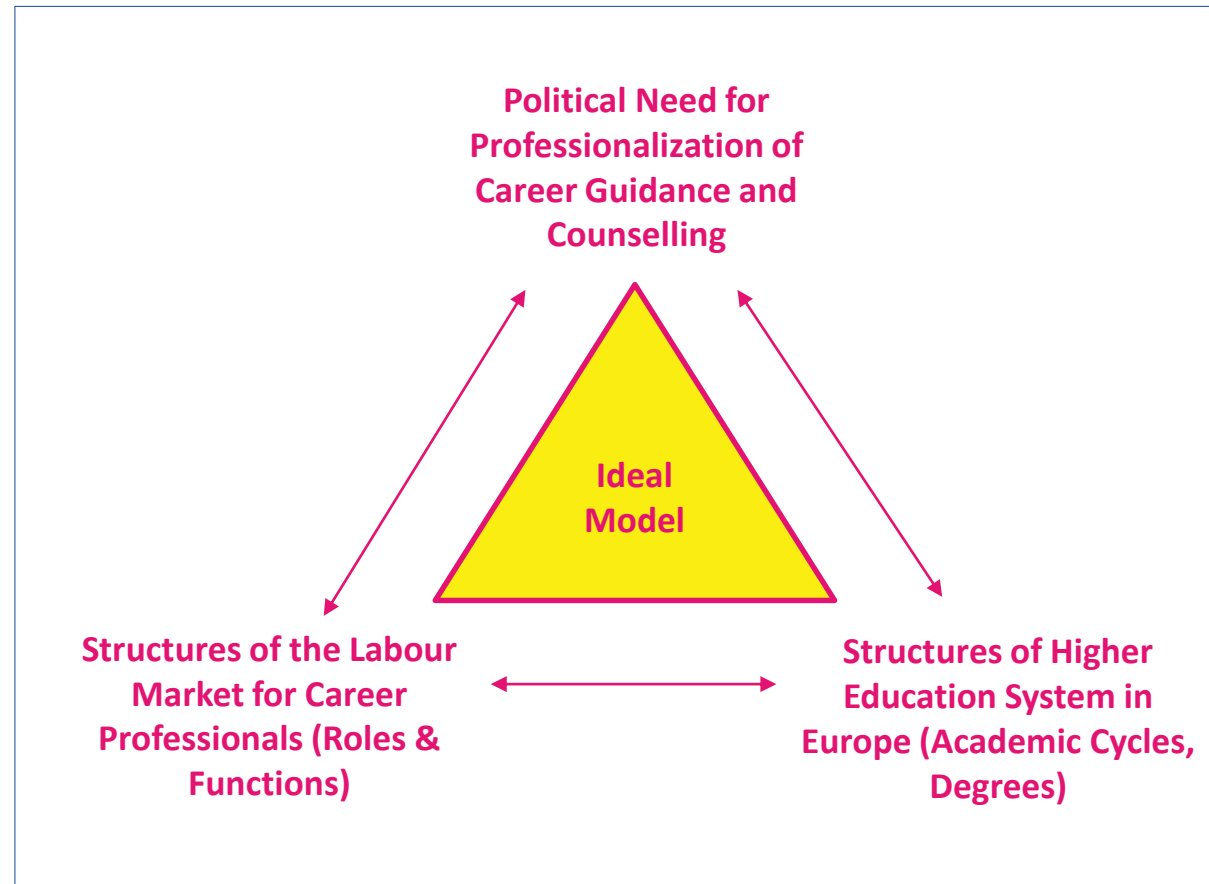 Political Need for
Professionalization of
Career Guidance and
Counselling
Ideal
Model
Structures of the Labour
Market for Career
Professionals (Roles &
Functions)
Structures of Higher
Education System in
Europe (Academic Cycles,
Degrees)